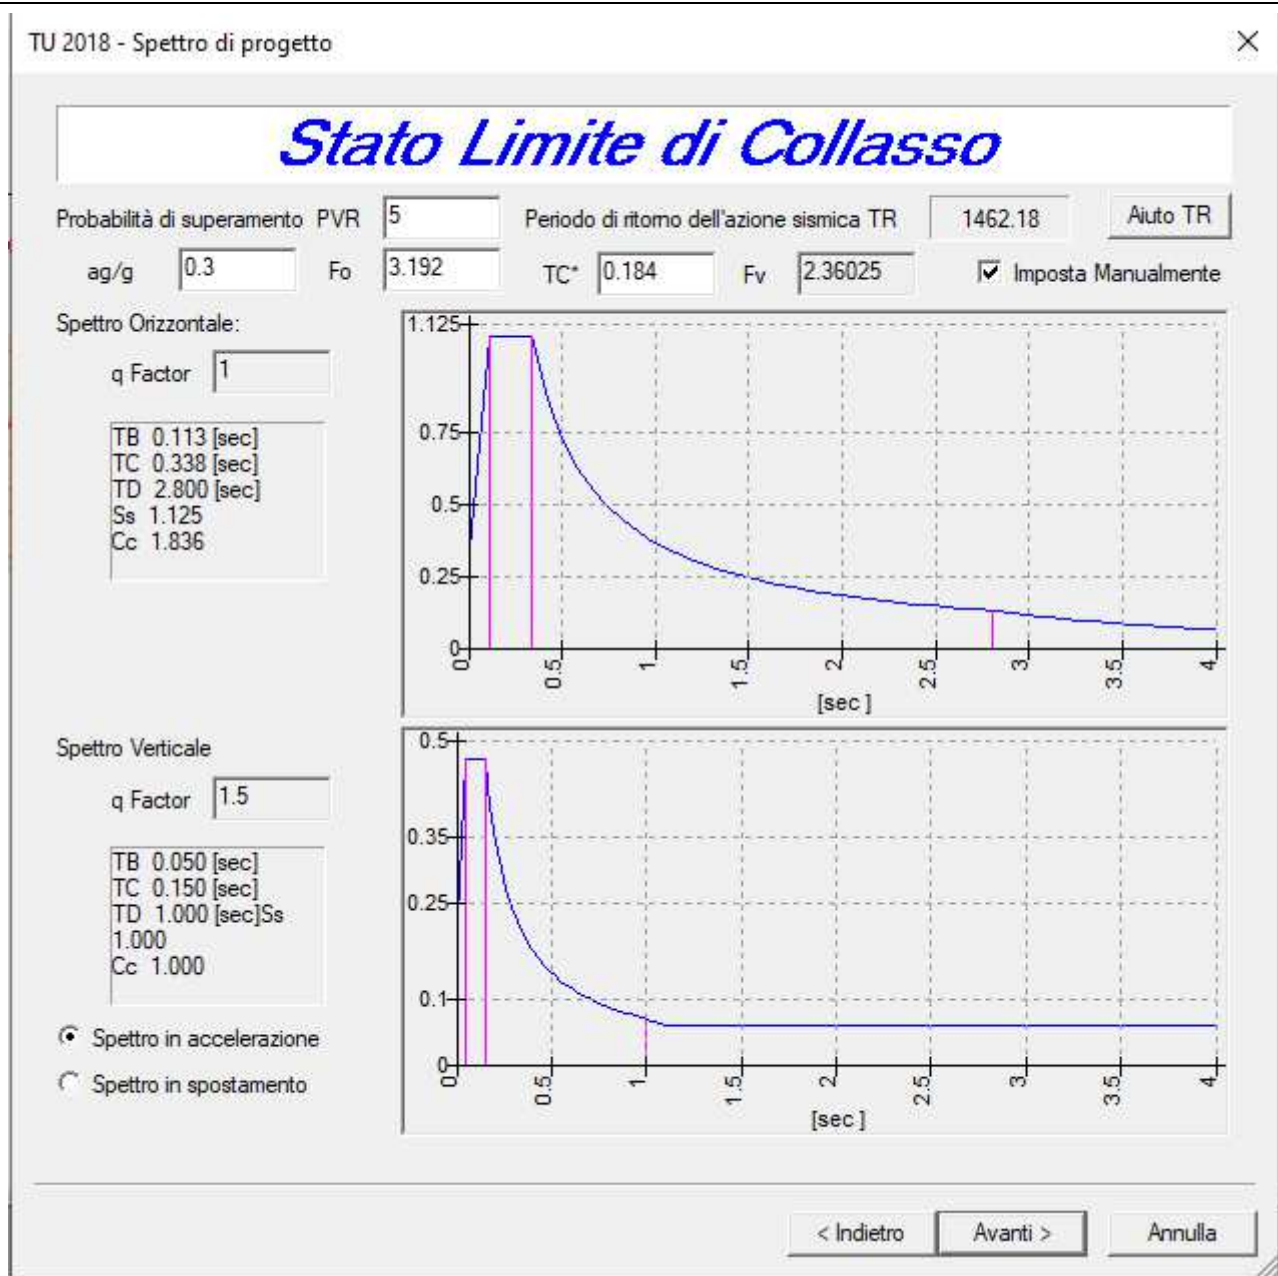 TU 2018 - Spettro di progetto
Stato Limite di Collasso
Probabilità di superamento PVR 5 Periodo di ritorno dell'azione sismica TR 1462.18 Aiuto TR
ag/g 0.3 Fo 3.192 TC* 0.184 Fv 2.36025 Imposta Manualmente
Spettro Orizzontale:
q Factor 1
TB 0.113 [sec]
TC 0.338 [sec]
TD 2.800 [sec]
Ss 1.125
Cc 1.836
1.125
0.75
0.5
0.25
0
0 0.5 1 1.5 2 2.5 3 3.5 4
[sec ]
Spettro Verticale
q Factor 1.5
TB 0.050 [sec]
TC 0.150 [sec]
TD 1.000 [sec]Ss
1.000
Cc 1.000
0.5
0.35
0.25
0.1
0
0 0.5 1 1.5 2 2.5 3 3.5 4
[sec ]
Spettro in accelerazione
Spettro in spostamento
< Indietro Avanti > Annulla